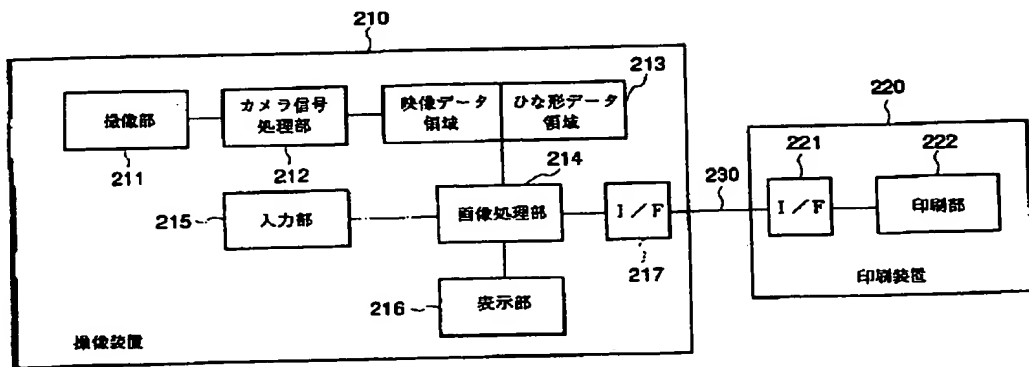 210
撮像部
211
カメラ信号
処理部
212
映像データ
領域
ひな形データ
領域
213
214
215
入力部
画像処理部
I/F
217
216
表示部
撮像装置
230
220
221
222
I/F
印刷部
印刷装置